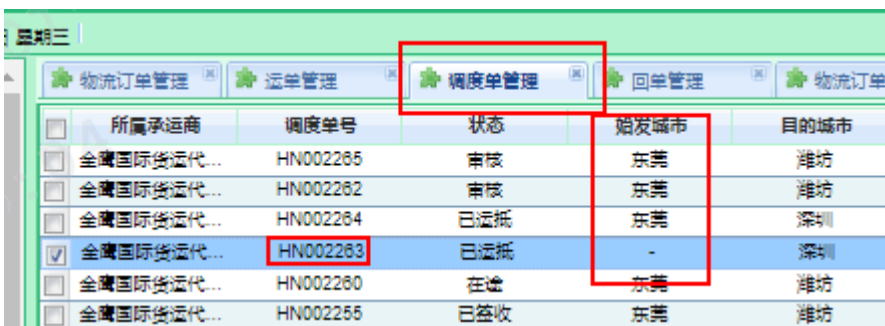 日 星期三
物流订单管理 运单管理 调度单管理 回单管理 物流订单
所属承运商 调度单号 状态 始发城市 目的城市
全鹰国际货运代... HN002265 审核 东莞 潍坊
全鹰国际货运代... HN002262 审核 东莞 潍坊
全鹰国际货运代... HN002264 已运抵 东莞 深圳
全鹰国际货运代... HN002263 已运抵 - 深圳
全鹰国际货运代... HN002260 在途 东莞 潍坊
全鹰国际货运代... HN002255 已签收 东莞 潍坊